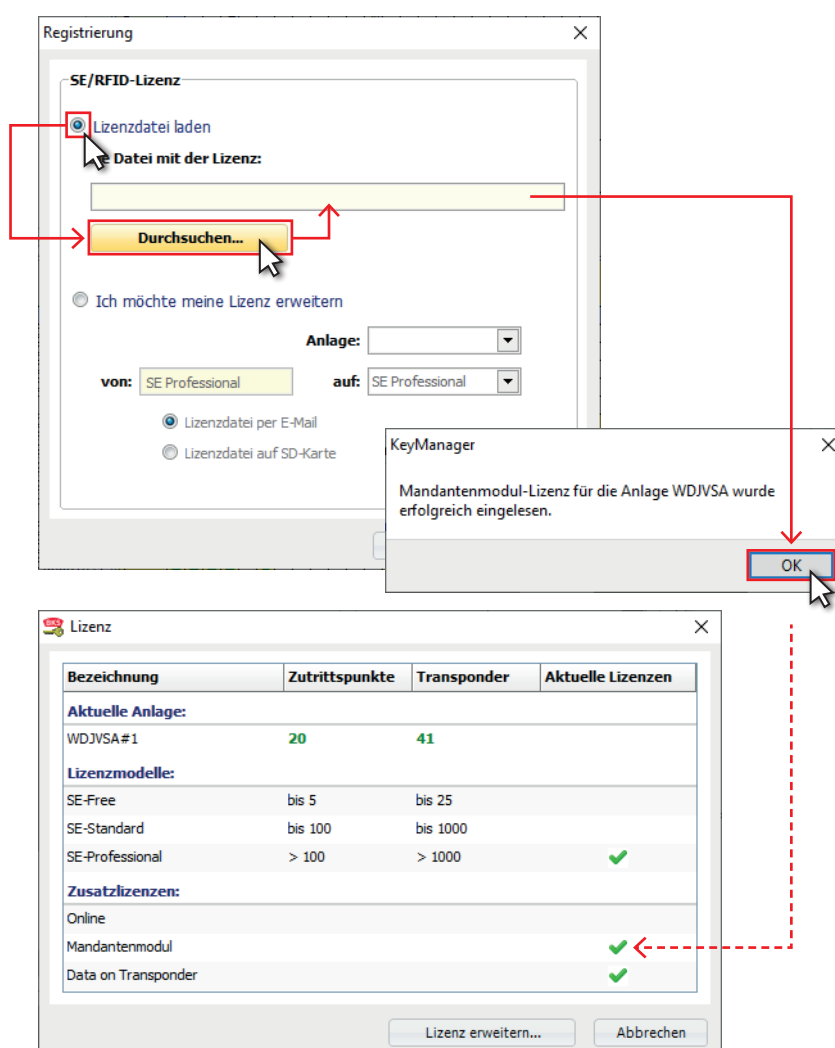 Registrierung
SE/RFID-Lizenz
Lizenzdatei laden
Datei mit der Lizenz:
Durchsuchen...
Ich möchte meine Lizenz erweitern
Anlage:
von: SE Professional auf: SE Professional
Lizenzdatei per E-Mail
Lizenzdatei auf SD-Karte
KeyManager
Mandantenmodul-Lizenz für die Anlage WDJVSA wurde
erfolgreich eingelesen.
OK
Lizenz
Bezeichnung Zutrittspunkte Transponder Aktuelle Lizenzen
Aktuelle Anlage:
WDJVSA#1 20 41
Lizenzmodelle:
SE-Free bis 5 bis 25
SE-Standard bis 100 bis 1000
SE-Professional > 100 > 1000
Zusatzlizenzen:
Online
Mandantenmodul
Data on Transponder
Lizenz erweitern... Abbrechen